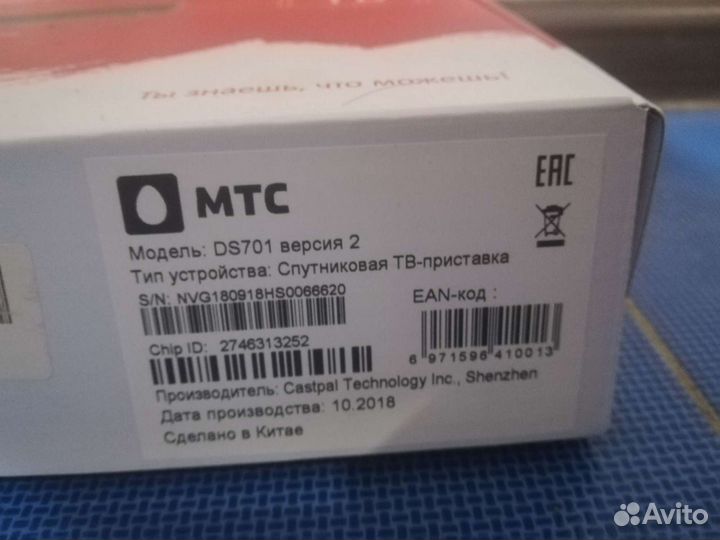 Ты знаешь, что можешь!
МТС
EAC
Модель: DS701 версия 2
Тип устройства: Спутниковая ТВ-приставка
S/N: NVG180918HS0066620
EAN-код :
Chip ID: 2746313252
6 971596 410013
Производитель: Castpal Technology Inc., Shenzhen
Дата производства: 10.2018
Сделано в Китае
Avito